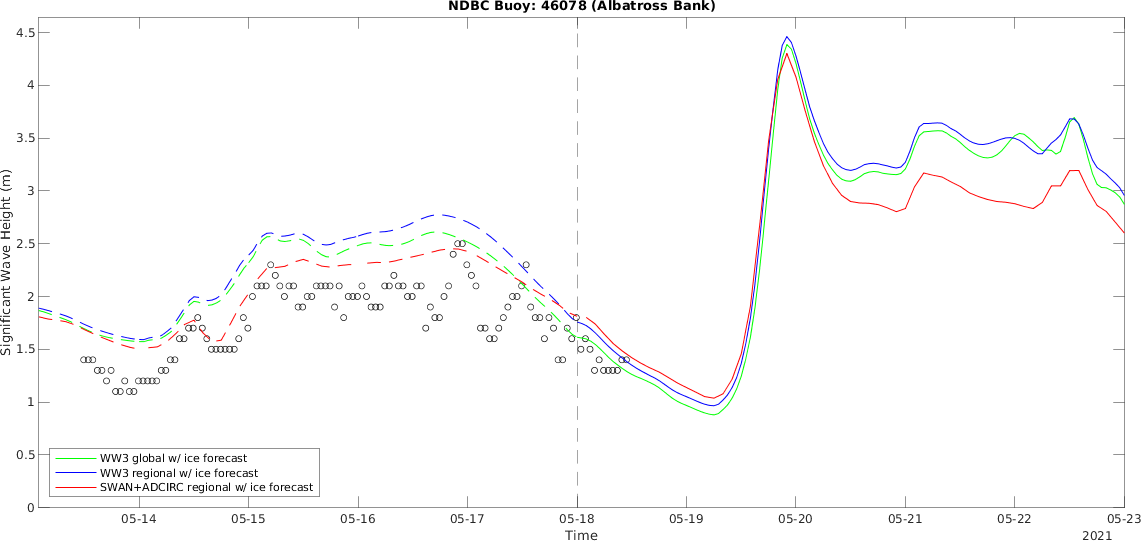 NDBC Buoy: 46078 (Albatross Bank)
Significant Wave Height (m)
4.5
4
3.5
3
2.5
2
1.5
1
0.5
0
WW3 global w/ ice forecast
WW3 regional w/ ice forecast
SWAN+ADCIRC regional w/ ice forecast
05-14 05-15 05-16 05-17 05-18 05-19 05-20 05-21 05-22 05-23
Time
2021